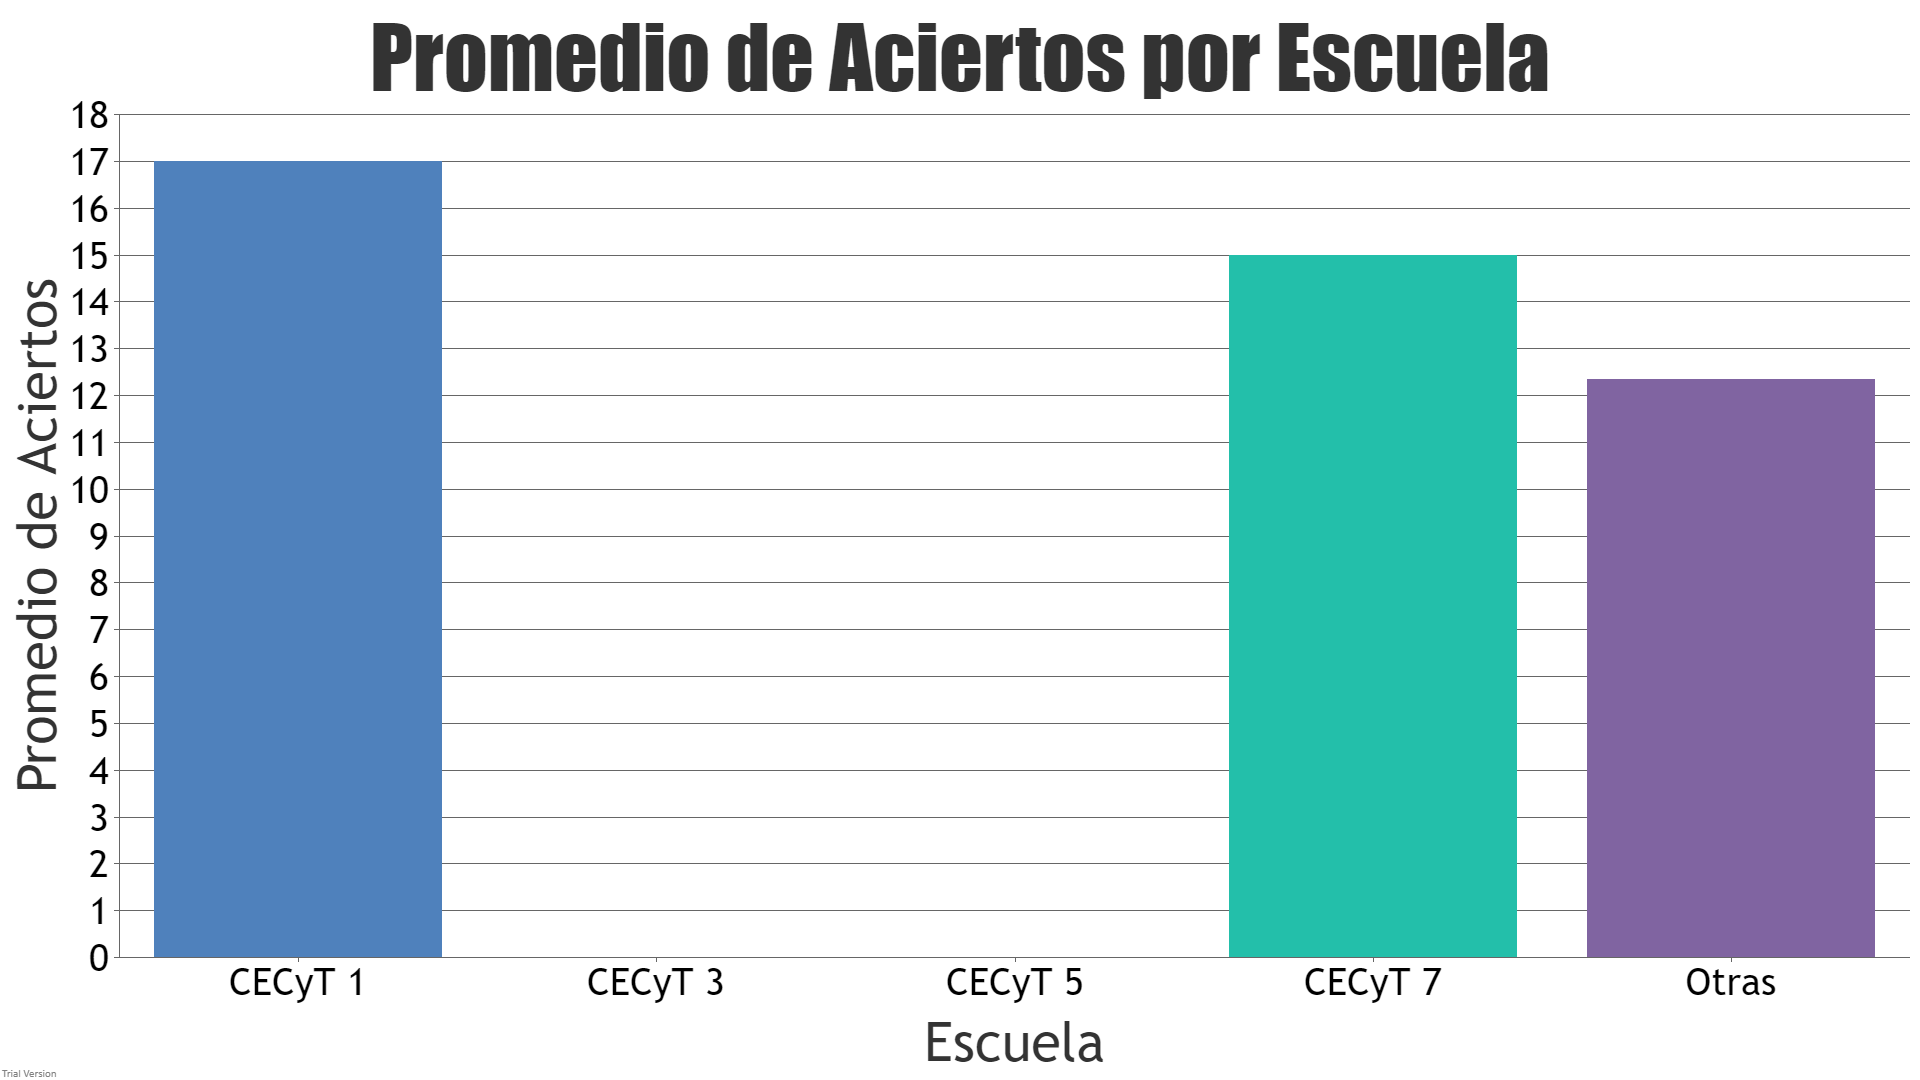 Promedio de Aciertos por Escuela
18
17
16
15
14
13
12
11
10
9
8
7
6
5
4
3
2
1
0
Promedio de Aciertos
CECyT 1
CECyT 3
CECyT 5
CECyT 7
Otras
Escuela
Trial Version